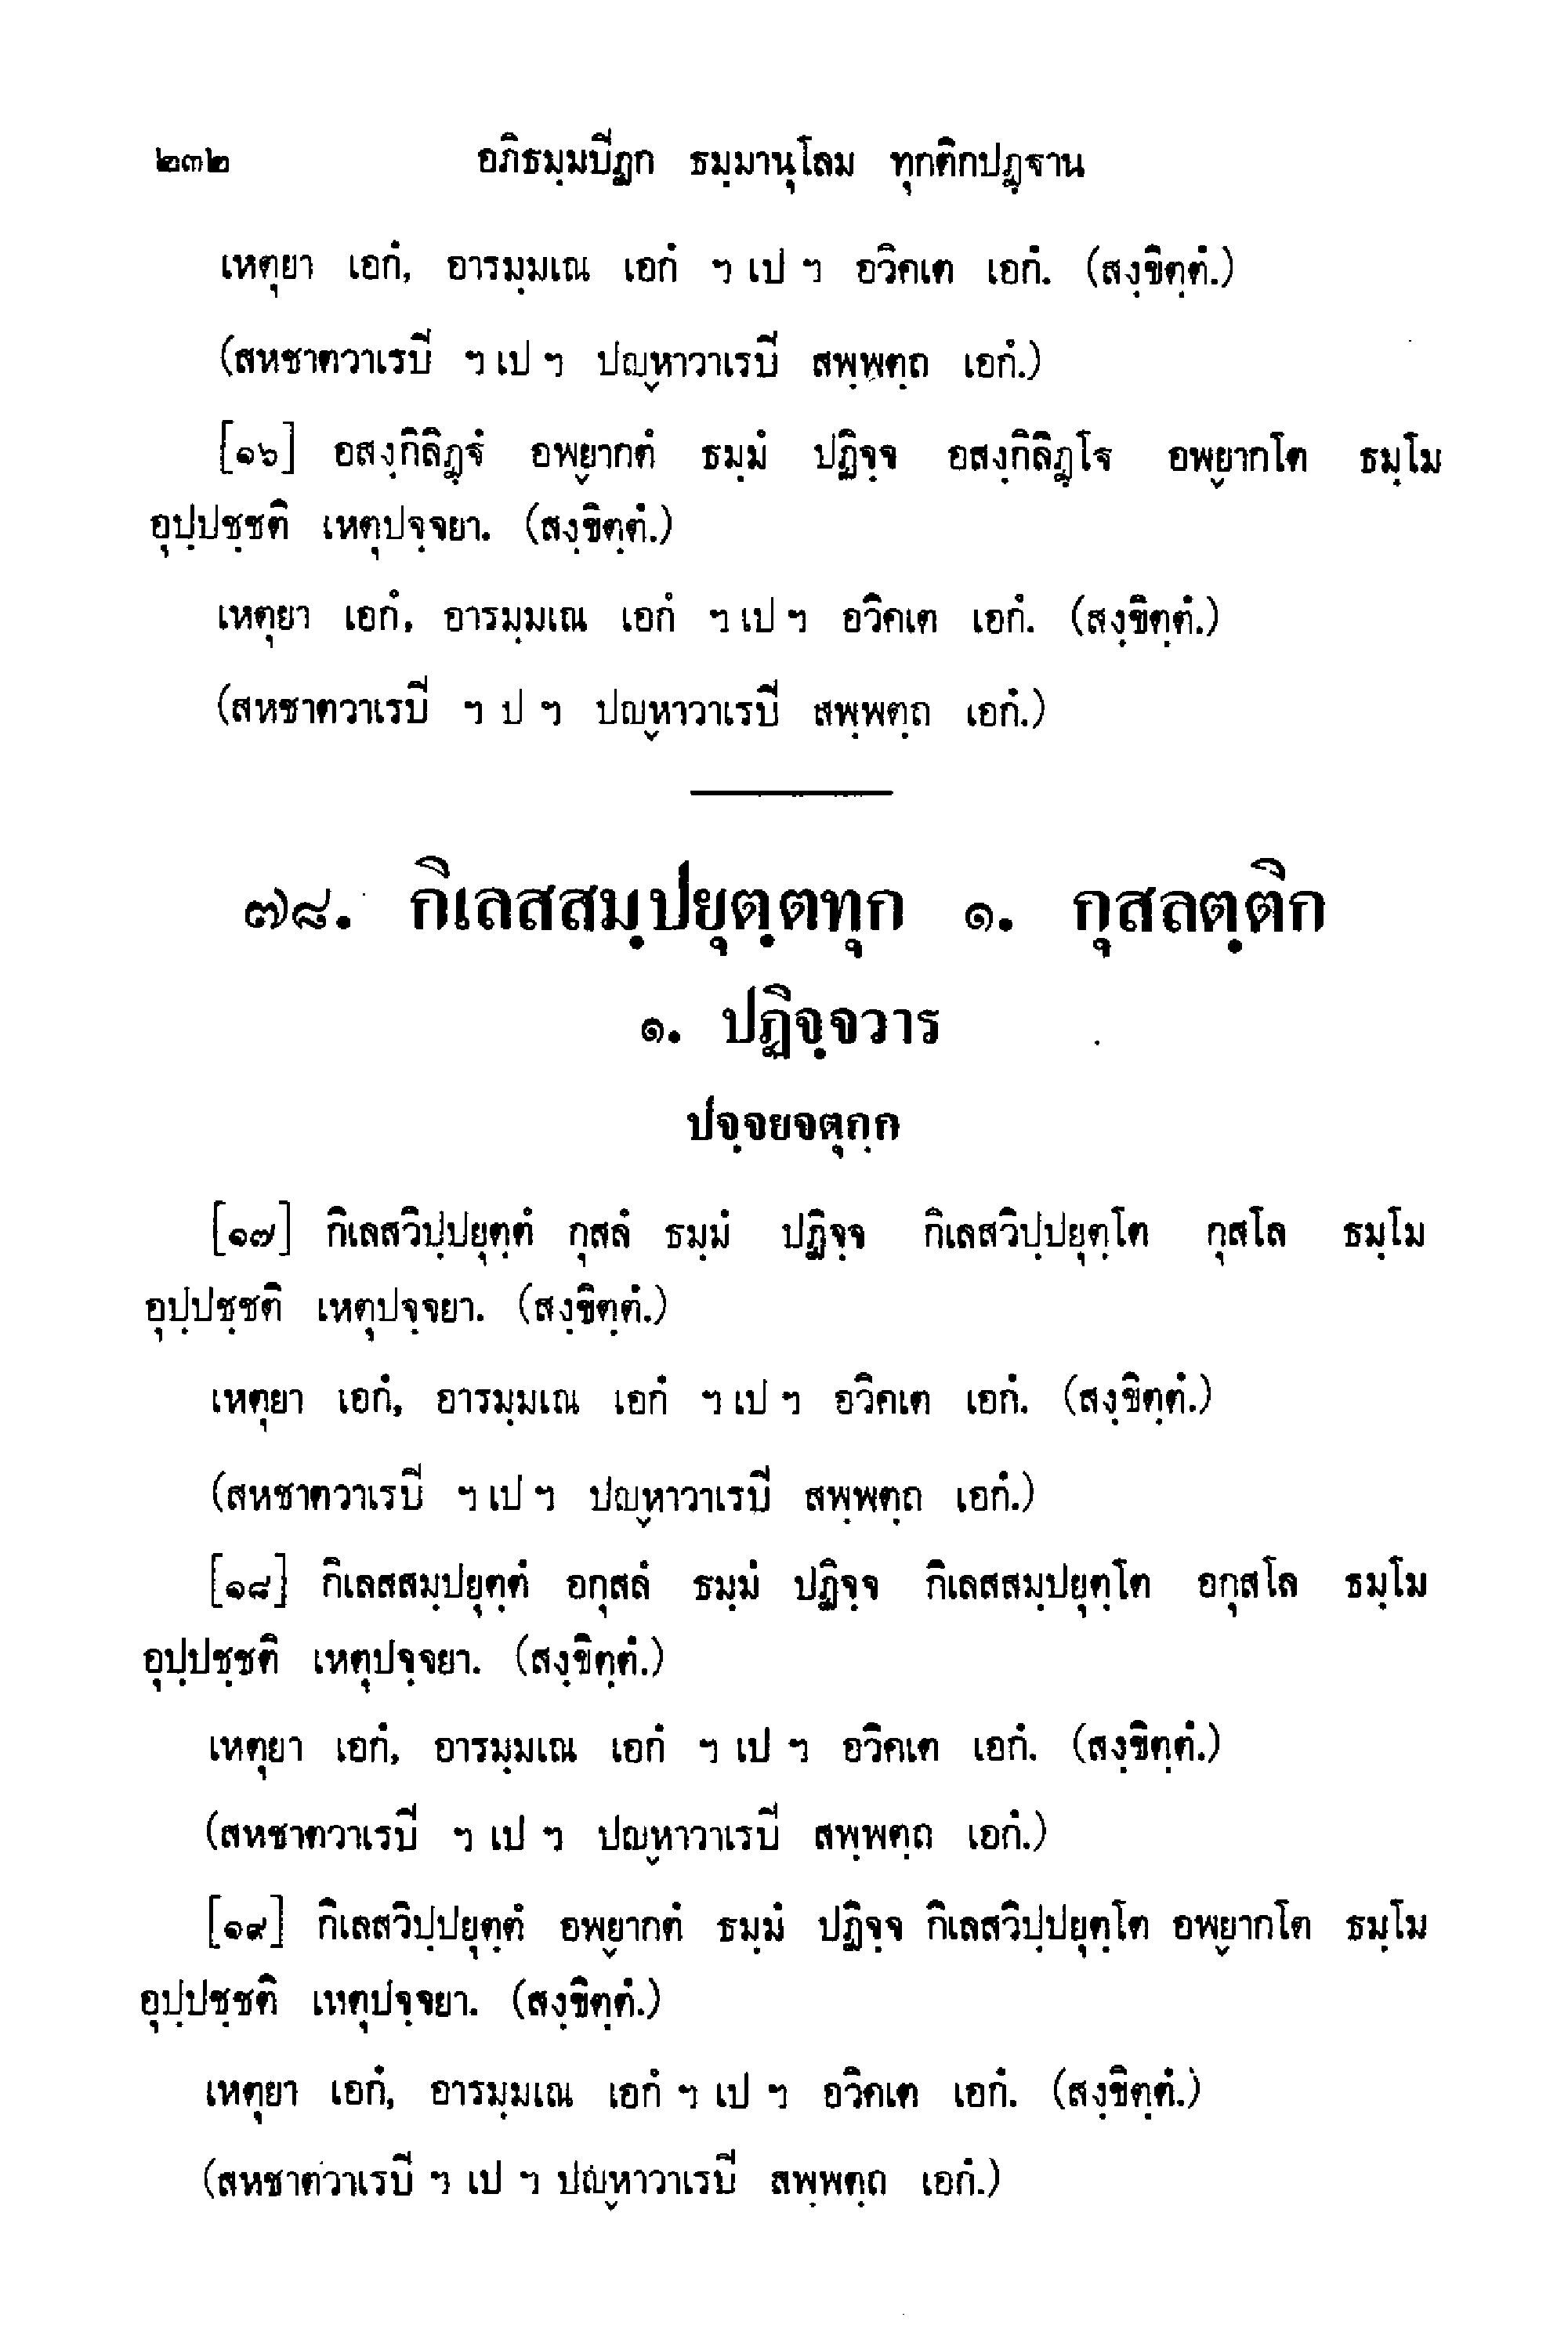 ๒๓๒ อภิธมฺมปีฏก ธมฺมานุโลม ทุกติกปฏฺฐาน
เหตุยา เอกํ, อารมฺมเณ เอกํ ฯ เป ฯ อวิคเต เอกํ. (สงฺขิตฺตํ.)
(สหชาตวาเรปี ฯ เป ฯ ปญฺหาวาเรปี สพฺพตฺถ เอกํ.)
[๑๖] อสงฺกิลิฏฺฐํ อพฺยากตํ ธมฺมํ ปฏิจฺจ อสงฺกิลิฏฺโฐ อพฺยากโต ธมฺโม
อุปฺปชฺชติ เหตุปจฺจยา. (สงฺขิตฺตํ.)
เหตุยา เอกํ, อารมฺมเณ เอกํ ฯ เป ฯ อวิคเต เอกํ. (สงฺขิตฺตํ.)
(สหชาตวาเรปี ฯ ป ฯ ปญฺหาวาเรปี สพฺพตฺถ เอกํ.)
๗๘. กิเลสสมฺปยุตฺตทุก ๑. กุสลตฺติก
๑. ปฏิจฺจวาร
ปจฺจยจตุกฺก
[๑๗] กิเลสวิปฺปยุตฺตํ กุสลํ ธมฺมํ ปฏิจฺจ กิเลสวิปฺปยุตฺโต กุสโล ธมฺโม
อุปฺปชฺชติ เหตุปจฺจยา. (สงฺขิตฺตํ.)
เหตุยา เอกํ, อารมฺมเณ เอกํ ฯ เป ฯ อวิคเต เอกํ. (สงฺขิตฺตํ.)
(สหชาตวาเรปี ฯ เป ฯ ปญฺหาวาเรปี สพฺพตฺถ เอกํ.)
[๑๘] กิเลสสมฺปยุตฺตํ อกุสลํ ธมฺมํ ปฏิจฺจ กิเลสสมฺปยุตฺโต อกุสโล ธมฺโม
อุปฺปชฺชติ เหตุปจฺจยา. (สงฺขิตฺตํ.)
เหตุยา เอกํ, อารมฺมเณ เอกํ ฯ เป ฯ อวิคเต เอกํ. (สงฺขิตฺตํ.)
(สหชาตวาเรปี ฯ เป ฯ ปญฺหาวาเรปี สพฺพตฺถ เอกํ.)
[๑๙] กิเลสวิปฺปยุตฺตํ อพฺยากตํ ธมฺมํ ปฏิจฺจ กิเลสวิปฺปยุตฺโต อพฺยากโต ธมฺโม
อุปฺปชฺชติ เหตุปจฺจยา. (สงฺขิตฺตํ.)
เหตุยา เอกํ, อารมฺมเณ เอกํ ฯ เป ฯ อวิคเต เอกํ. (สงฺขิตฺตํ.)
(สหชาตวาเรปี ฯ เป ฯ ปญฺหาวาเรปี สพฺพตฺถ เอกํ.)